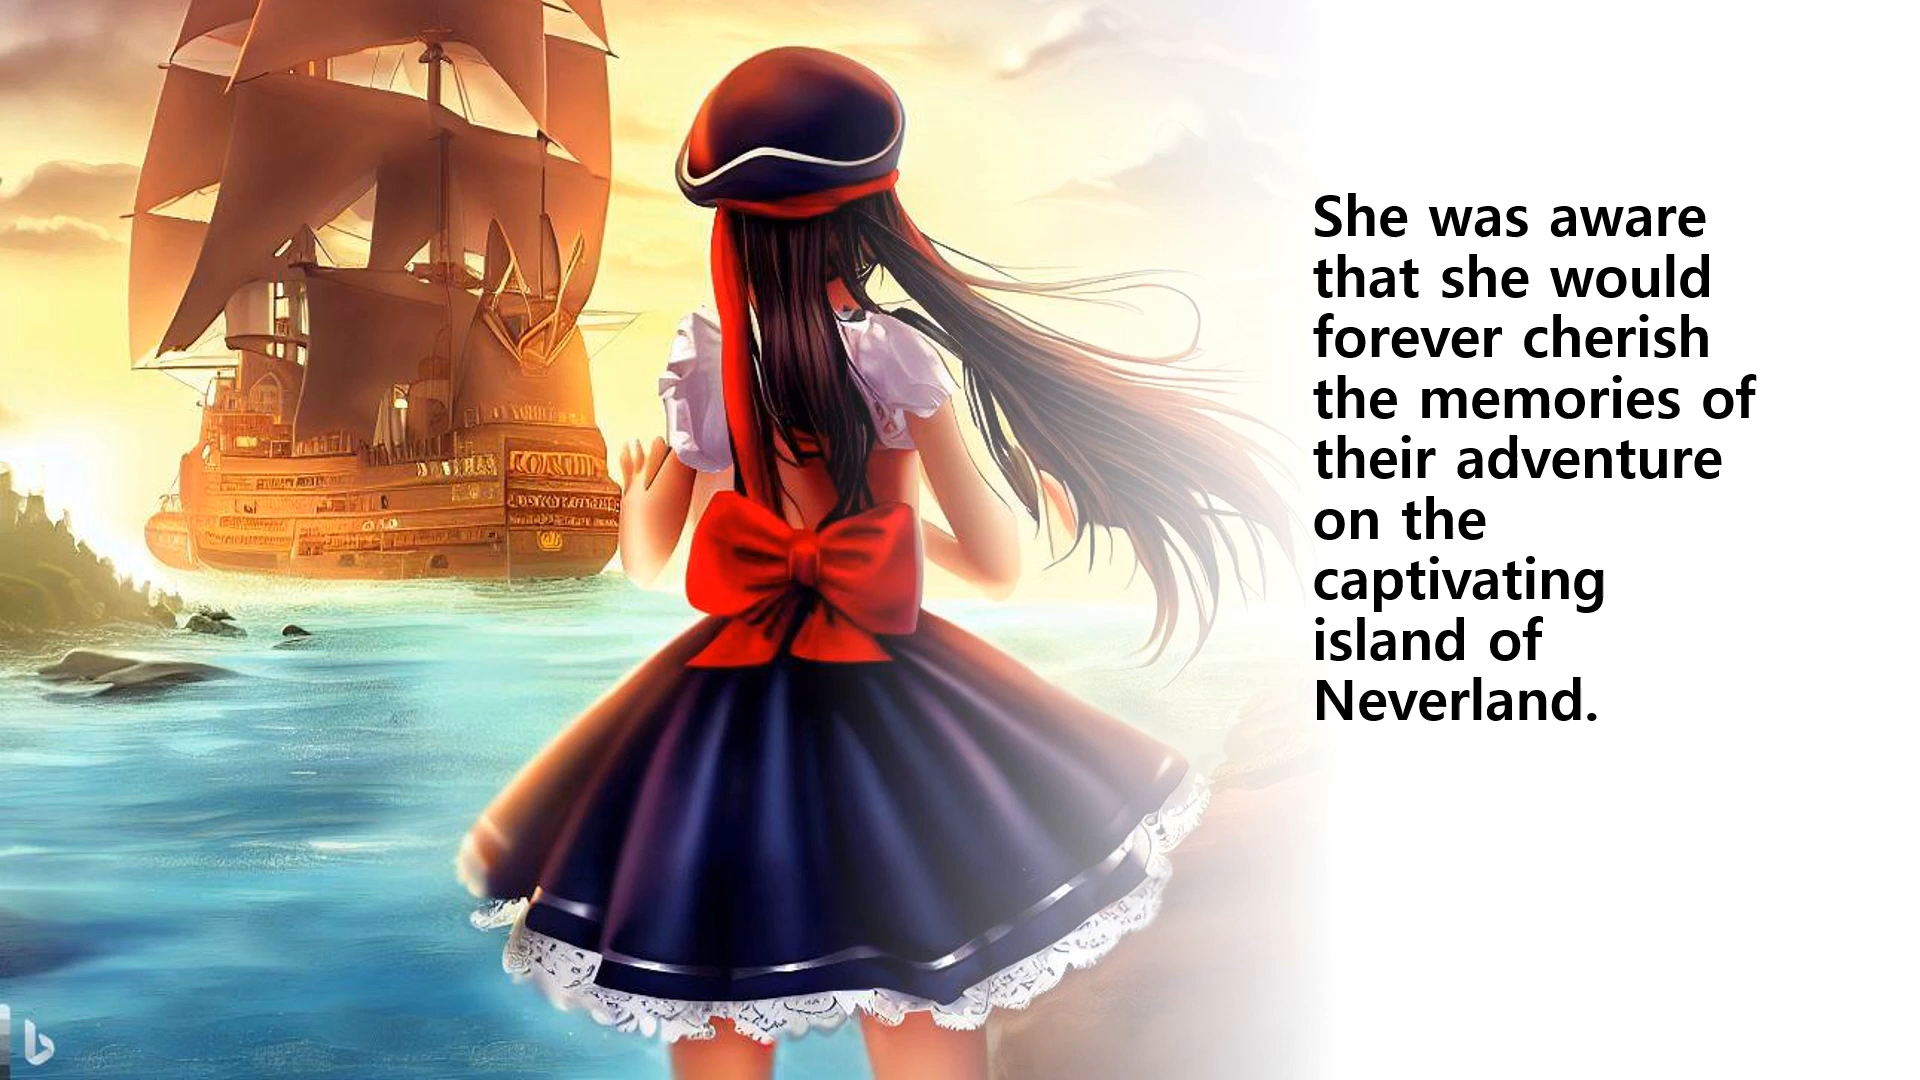 She was aware
that she would
forever cherish
the memories of
their adventure
on the
captivating
island of
Neverland.